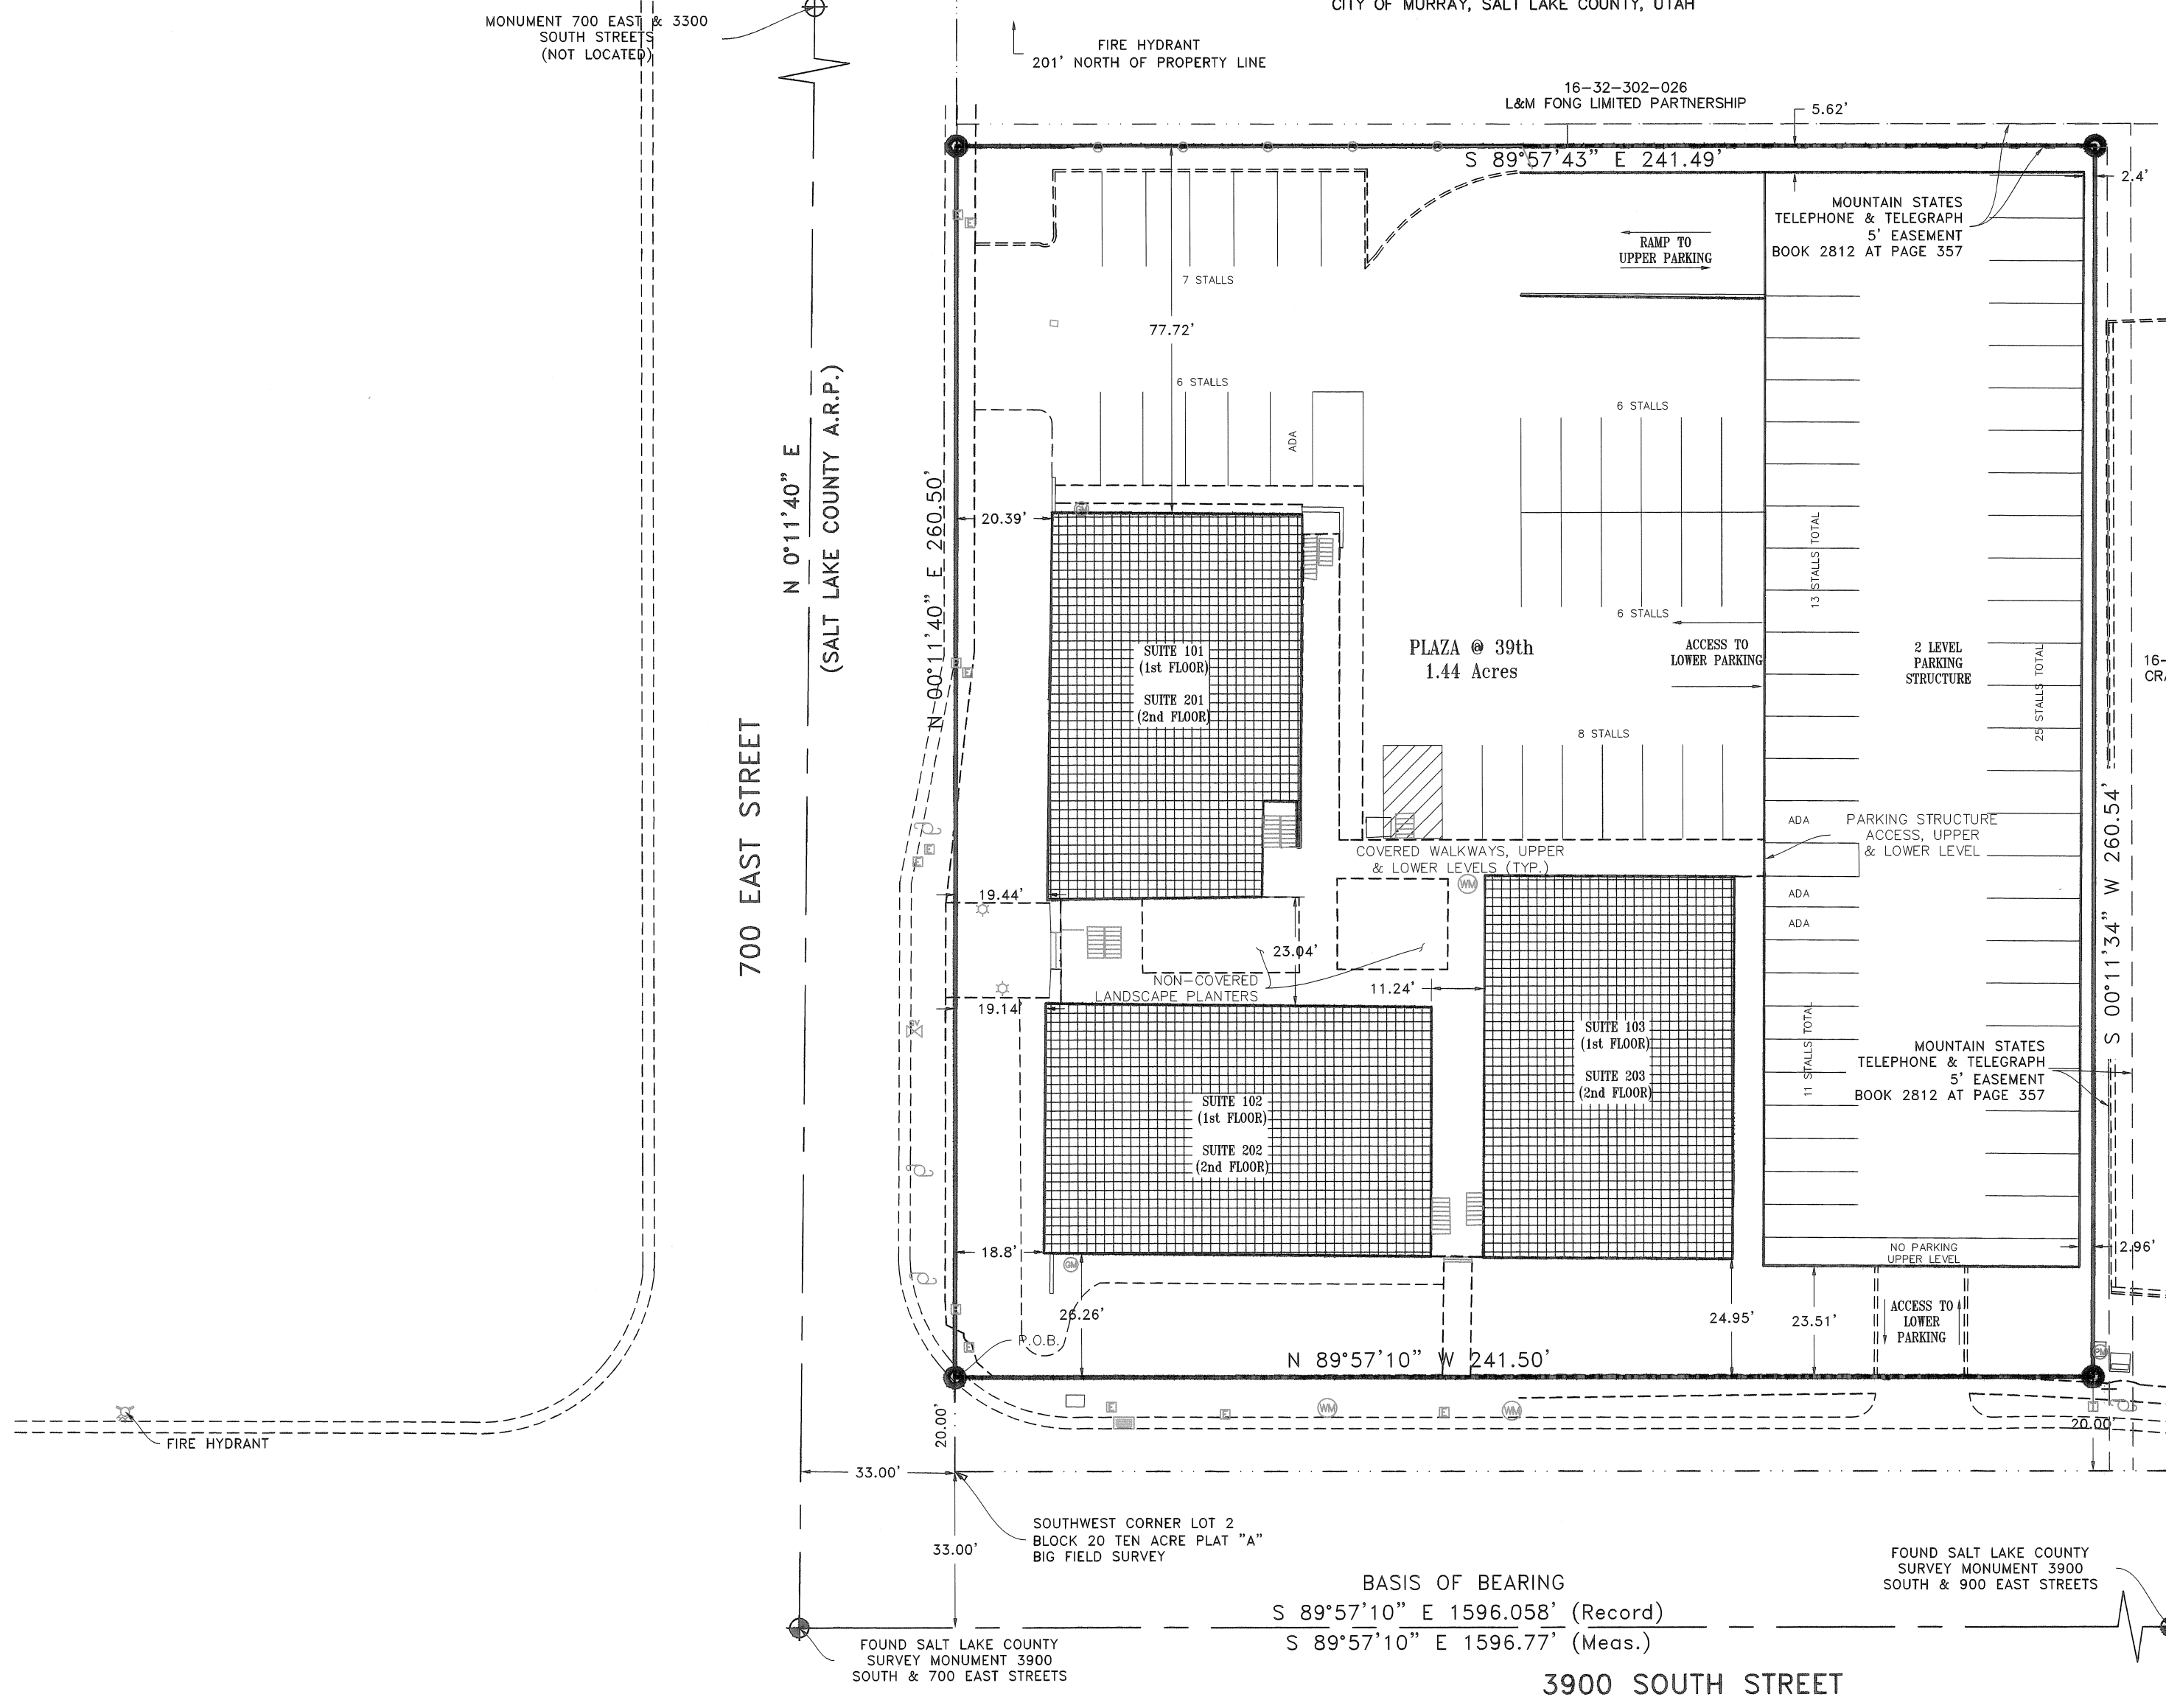 CITY OF MURRAY, SALT LAKE COUNTY, UTAH
MONUMENT 700 EAST & 3300
SOUTH STREETS
(NOT LOCATED)
FIRE HYDRANT
201' NORTH OF PROPERTY LINE
16-32-302-026
L&M FONG LIMITED PARTNERSHIP
5.62'
S 89°57'43" E 241.49'
2.4'
MOUNTAIN STATES
TELEPHONE & TELEGRAPH
5' EASEMENT
BOOK 2812 AT PAGE 357
RAMP TO
UPPER PARKING
7 STALLS
77.72'
6 STALLS
ADA
6 STALLS
N 0°11'40" E
(SALT LAKE COUNTY A.R.P.)
N 00°11'40" E 260.50'
20.39'
GM
13 STALLS TOTAL
6 STALLS
PLAZA @ 39th
1.44 Acres
ACCESS TO
LOWER PARKING
2 LEVEL
PARKING
STRUCTURE
25 STALLS TOTAL
16-
CRA
SUITE 101
(1st FLOOR)
SUITE 201
(2nd FLOOR)
8 STALLS
700 EAST STREET
S 00°11'34" W 260.54'
ADA
PARKING STRUCTURE
ACCESS, UPPER
& LOWER LEVEL
COVERED WALKWAYS, UPPER
& LOWER LEVELS (TYP.)
WM
ADA
ADA
19.44'
23.04'
NON-COVERED
LANDSCAPE PLANTERS
11.24'
19.14'
SUITE 103
(1st FLOOR)
SUITE 203
(2nd FLOOR)
11 STALLS TOTAL
MOUNTAIN STATES
TELEPHONE & TELEGRAPH
5' EASEMENT
BOOK 2812 AT PAGE 357
SUITE 102
(1st FLOOR)
SUITE 202
(2nd FLOOR)
18.8'
GM
NO PARKING
UPPER LEVEL
2.96'
26.26'
24.95'
23.51'
ACCESS TO
LOWER
PARKING
P.O.B.
N 89°57'10" W 241.50'
PM
WM
WM
20.00'
20.00'
FIRE HYDRANT
33.00'
SOUTHWEST CORNER LOT 2
BLOCK 20 TEN ACRE PLAT "A"
BIG FIELD SURVEY
33.00'
FOUND SALT LAKE COUNTY
SURVEY MONUMENT 3900
SOUTH & 900 EAST STREETS
BASIS OF BEARING
S 89°57'10" E 1596.058' (Record)
S 89°57'10" E 1596.77' (Meas.)
FOUND SALT LAKE COUNTY
SURVEY MONUMENT 3900
SOUTH & 700 EAST STREETS
3900 SOUTH STREET